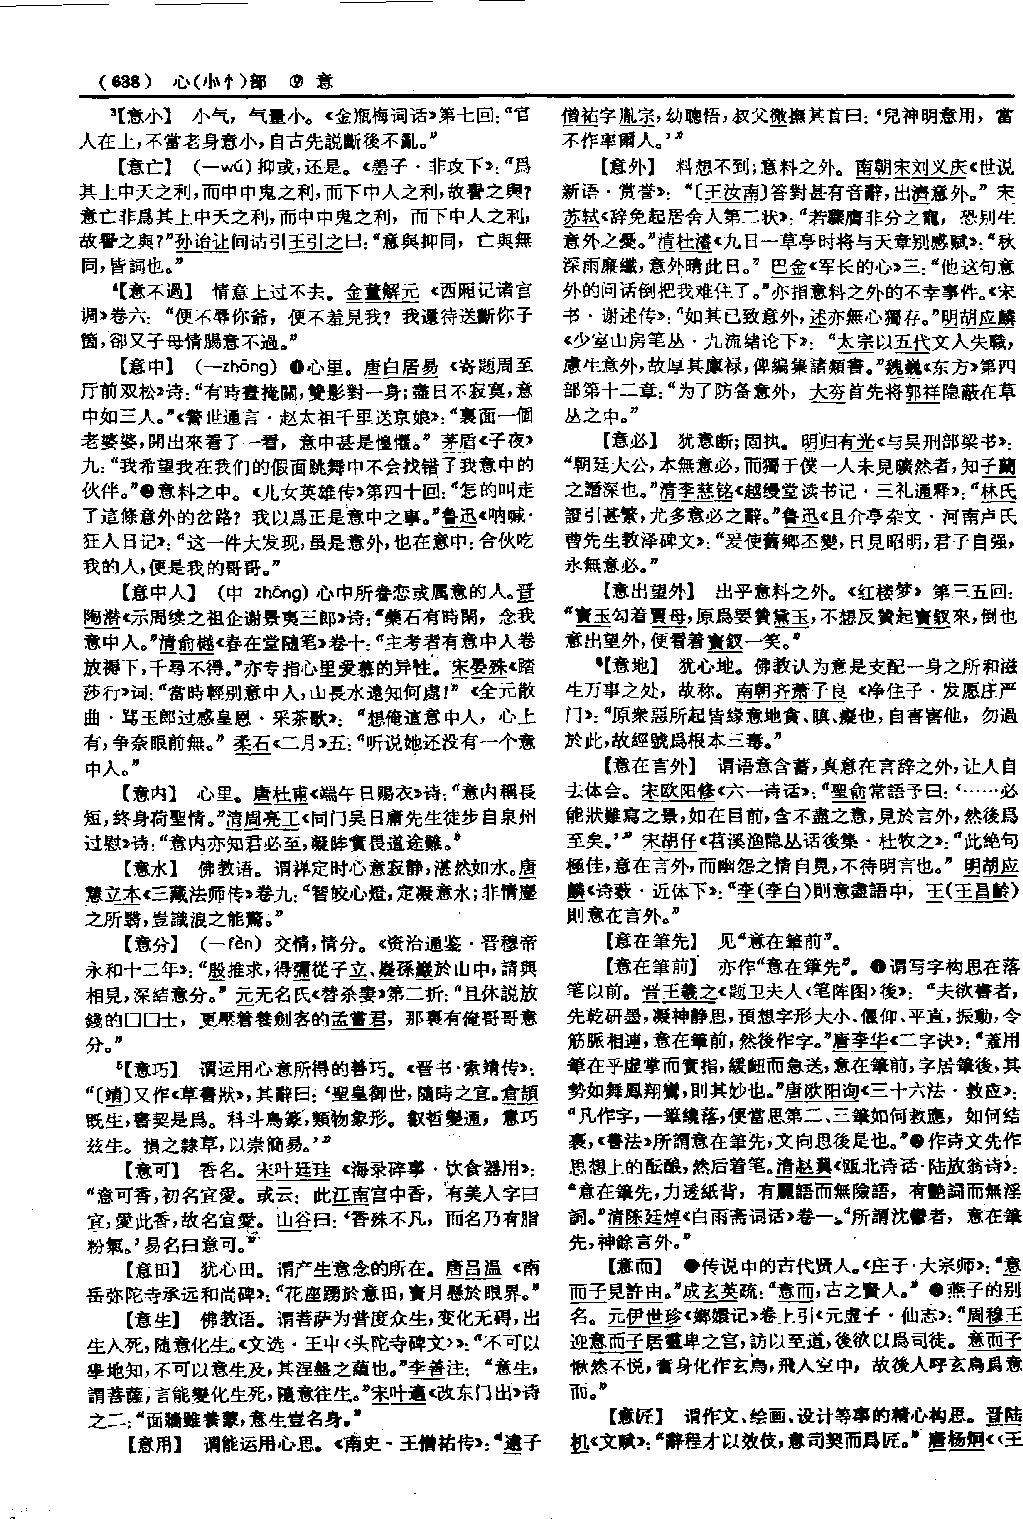 (638) 心(小忄)部 ⑨ 意
³【意小】 小气，气量小。《金瓶梅词话》第七回：“官
人在上，不當老身意小，自古先說斷後不亂。”
【意亡】 (—wú)抑或，还是。《墨子·非攻下》：“爲
其上中天之利，而中中鬼之利，而下中人之利，故譽之與？
意亡非爲其上中天之利，而中中鬼之利，而下中人之利，
故譽之與？”孙诒让间诂引王引之曰：“意與抑同，亡與無
同，皆詞也。”
⁴【意不過】 情意上过不去。金董解元《西厢记诸宫
调》卷六：“便不辱你爺，便不羞見我？我還待送斷你子
箇，卻又子母情腸意不過。”
【意中】 (—zhōng) ❶心里。唐白居易《寄题周至
厅前双松》诗：“有時晝掩關，雙影對一身；盡日不寂寞，意
中如三人。”《警世通言·赵太祖千里送京娘》：“裏面一個
老婆婆，開出來看了一看，意中甚是惶懼。”茅盾《子夜》
九：“我希望我在我们的假面跳舞中不会找错了我意中的
伙伴。”❷意料之中。《儿女英雄传》第四十回：“怎的叫走
了這條意外的岔路？我以爲正是意中之事。”鲁迅《呐喊·
狂人日记》：“这一件大发现，虽是意外，也在意中：合伙吃
我的人，便是我的哥哥。”
【意中人】 (中 zhōng)心中所眷恋或属意的人。晋
陶潜《示周续之祖企谢景夷三郎》诗：“藥石有時閑，念我
意中人。”清俞樾《春在堂随笔》卷十：“主考者有意中人卷
放襆下，千尋不得。”亦专指心里爱慕的异性。宋晏殊《踏
莎行》词：“當時輕別意中人，山長水遠知何處！”《全元散
曲·骂玉郎过感皇恩·采茶歌》：“想俺這意中人，心上
有，争奈眼前無。”柔石《二月》五：“听说她还没有一个意
中人。”
【意内】 心里。唐杜甫《端午日赐衣》诗：“意内稱長
短，終身荷聖情。”清周亮工《同门吴日庸先生徒步自泉州
过慰》诗：“意内亦知君必至，凝眸實畏道途難。”
【意水】 佛教语。谓禅定时心意寂静，湛然如水。唐
慧立本《三藏法师传》卷九：“智皎心燈，定凝意水；非情塵
之所翳，豈識浪之能驚。”
【意分】 (—fèn) 交情，情分。《资治通鉴·晋穆帝
永和十二年》：“殷推求，得彌從子立、凝孫巖於山中，請與
相見，深結意分。”元无名氏《替杀妻》第二折：“且休説放
錢的囗囗士，更壓着養劍客的孟嘗君，那裏有俺哥哥意
分。”
⁵【意巧】 谓运用心意所得的善巧。《晋书·索靖传》：
“〔靖〕又作《草書狀》，其辭曰：‘聖皇御世，隨時之宜。倉頡
既生，書契是爲。科斗鳥篆，類物象形。叡哲變通，意巧
兹生。損之隸草，以崇簡易。’”
【意可】 香名。宋叶廷珪《海录碎事·饮食器用》：
“意可香，初名宜愛。或云：此江南宫中香，有美人字曰
宜，愛此香，故名宜愛。山谷曰：‘香殊不凡，而名乃有脂
粉氣。’易名曰意可。”
【意田】 犹心田。谓产生意念的所在。唐吕温《南
岳弥陀寺承远和尚碑》：“花座踴於意田，寶月懸於眼界。”
【意生】 佛教语。谓菩萨为普度众生，变化无碍，出
生入死，随意化生。《文选·王屮〈头陀寺碑文〉》：“不可以
學地知，不可以意生及，其涅盤之藴也。”李善注：“意生，
謂菩薩，言能變化生死，隨意往生。”宋叶適《改东门出》诗
之二：“面牆雖養蒙，意生豈名身。”
【意用】 谓能运用心思。《南史·王僧祐传》：“遠子
僧祐字胤宗，幼聰悟，叔父微撫其首曰：‘兒神明意用，當
不作率爾人。’”
【意外】 料想不到；意料之外。南朝宋刘义庆《世说
新语·赏誉》：“〔王汝南〕答對甚有音辭，出濟意外。”宋
苏轼《辞免起居舍人第二状》：“若驟膺非分之寵，恐别生
意外之憂。”清杜濬《九日一草亭时将与天章别感赋》：“秋
深雨廉纖，意外晴此日。”巴金《军长的心》三：“他这句意
外的问话倒把我难住了。”亦指意料之外的不幸事件。《宋
书·谢述传》：“如其已致意外，述亦無心獨存。”明胡应麟
《少室山房笔丛·九流绪论下》：“太宗以五代文人失職，
慮生意外，故厚其廪禄，俾編集諸類書。”魏巍《东方》第四
部第十二章：“为了防备意外，大夯首先将郭祥隐蔽在草
丛之中。”
【意必】 犹意断；固执。明归有光《与吴刑部梁书》：
“朝廷大公，本無意必，而獨于僕一人未見曠然者，知子蘭
之譖深也。”清李慈铭《越缦堂读书记·三礼通释》：“林氏
證引甚繁，尤多意必之辭。”鲁迅《且介亭杂文·河南卢氏
曹先生教泽碑文》：“爰使舊鄉丕變，日見昭明，君子自强，
永無意必。”
【意出望外】 出乎意料之外。《红楼梦》第三五回：
“寶玉勾着賈母，原爲要贊黛玉，不想反贊起寶釵來，倒也
意出望外，便看着寶釵一笑。”
⁶【意地】 犹心地。佛教认为意是支配一身之所和滋
生万事之处，故称。南朝齐萧子良《净住子·发愿庄严
门》：“原衆惡所起皆緣意地貪、瞋、癡也，自害害他，勿過
於此，故經號爲根本三毒。”
【意在言外】 谓语意含蓄，真意在言辞之外，让人自
去体会。宋欧阳修《六一诗话》：“聖俞常語予曰：‘……必
能狀難寫之景，如在目前，含不盡之意，見於言外，然後爲
至矣。’”宋胡仔《苕溪渔隐丛话後集·杜牧之》：“此絶句
極佳，意在言外，而幽怨之情自見，不待明言也。”明胡应
麟《诗薮·近体下》：“李(李白)則意盡語中，王(王昌齡)
則意在言外。”
【意在筆先】 见“意在筆前”。
【意在筆前】 亦作“意在筆先”。❶谓写字构思在落
笔以前。晋王羲之《题卫夫人〈笔阵图〉後》：“夫欲書者，
先乾研墨，凝神静思，預想字形大小、偃仰、平直，振動，令
筋脈相連，意在筆前，然後作字。”唐李华《二字诀》：“蓋用
筆在乎虚掌而實指，緩衄而急送，意在筆前，字居筆後，其
勢如舞鳳翔鸞，則其妙也。”唐欧阳询《三十六法·救应》：
“凡作字，一筆纔落，便當思第二、三筆如何救應，如何結
裹，《書法》所謂意在筆先，文向思後是也。”❷作诗文先作
思想上的酝酿，然后着笔。清赵翼《瓯北诗话·陆放翁诗》：
“意在筆先，力透紙背，有麗語而無險語，有艷詞而無淫
詞。”清陈廷焯《白雨斋词话》卷一：“所謂沈鬱者，意在筆
先，神餘言外。”
【意而】 ❶传说中的古代贤人。《庄子·大宗师》：“意
而子見許由。”成玄英疏：“意而，古之賢人。”❷燕子的别
名。元伊世珍《嫏嬛记》卷上引《元虚子·仙志》：“周穆王
迎意而子居靈卑之宫，訪以至道，後欲以爲司徒。意而子
愀然不悦，奮身化作玄鳥，飛入空中，故後人呼玄鳥爲意
而。”
【意匠】 谓作文、绘画、设计等事的精心构思。晋陆
机《文赋》：“辭程才以效伎，意司契而爲匠。”唐杨炯《〈王